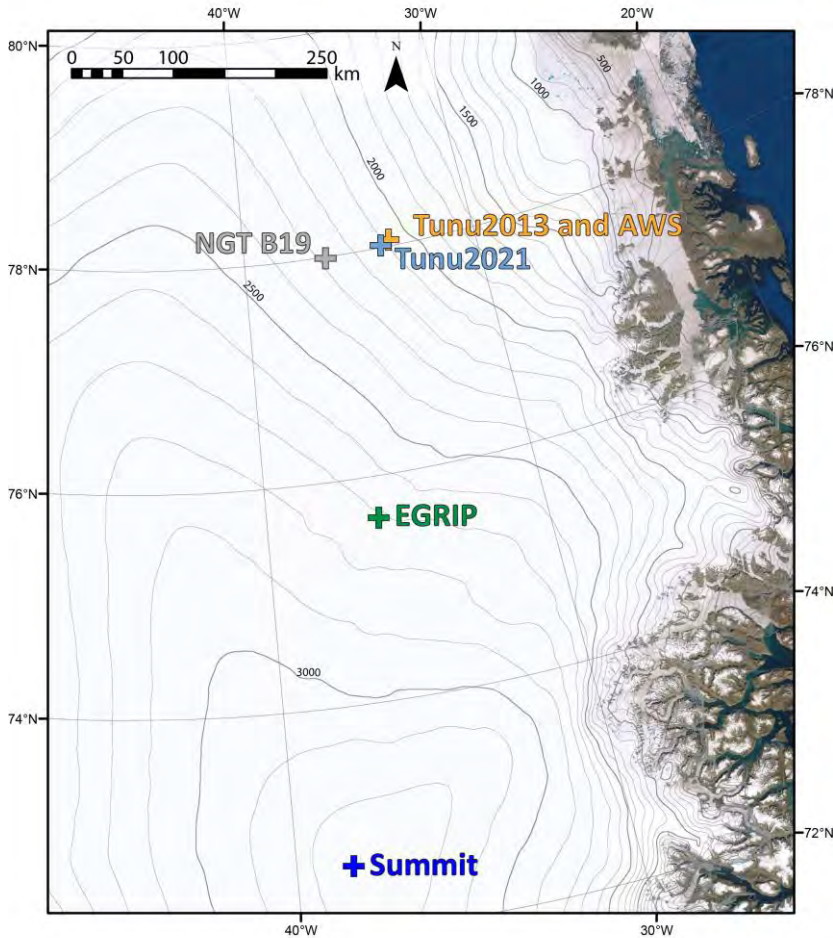 40°W 30°W 20°W
80°N
N
0 50 100 250
km
500
1000
78°N
1500
2000
Tunu2013 and AWS
NGT B19
Tunu2021
78°N
2500
76°N
76°N
EGRIP
74°N
3000
74°N
72°N
Summit
40°W 30°W